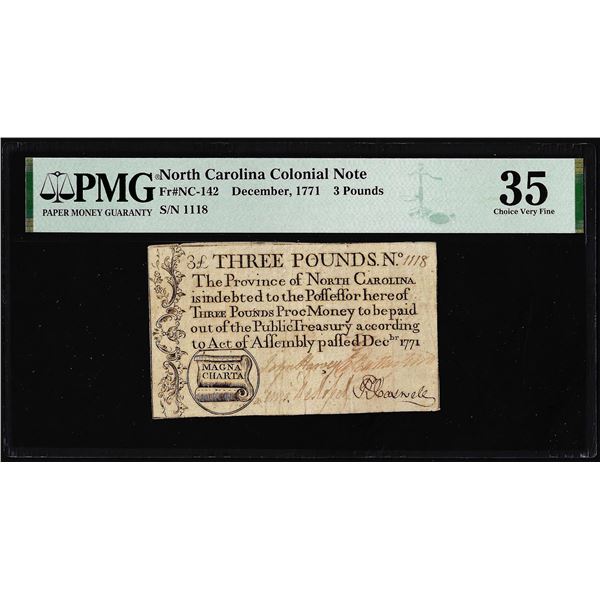 PMG® North Carolina Colonial Note
Fr#NC-142 December, 1771 3 Pounds
PAPER MONEY GUARANTY S/N 1118
35
Choice Very Fine
3£ THREE POUNDS. No. 1118
The Province of NORTH CAROLINA
is indebted to the Poſſeſſor here of
THREE POUNDS Proc Money to be paid
out of the Public Treasury according
to Act of Aſſembly paſſed Decbr. 1771
MAGNA
CHARTA
John Harvey
RCaswell